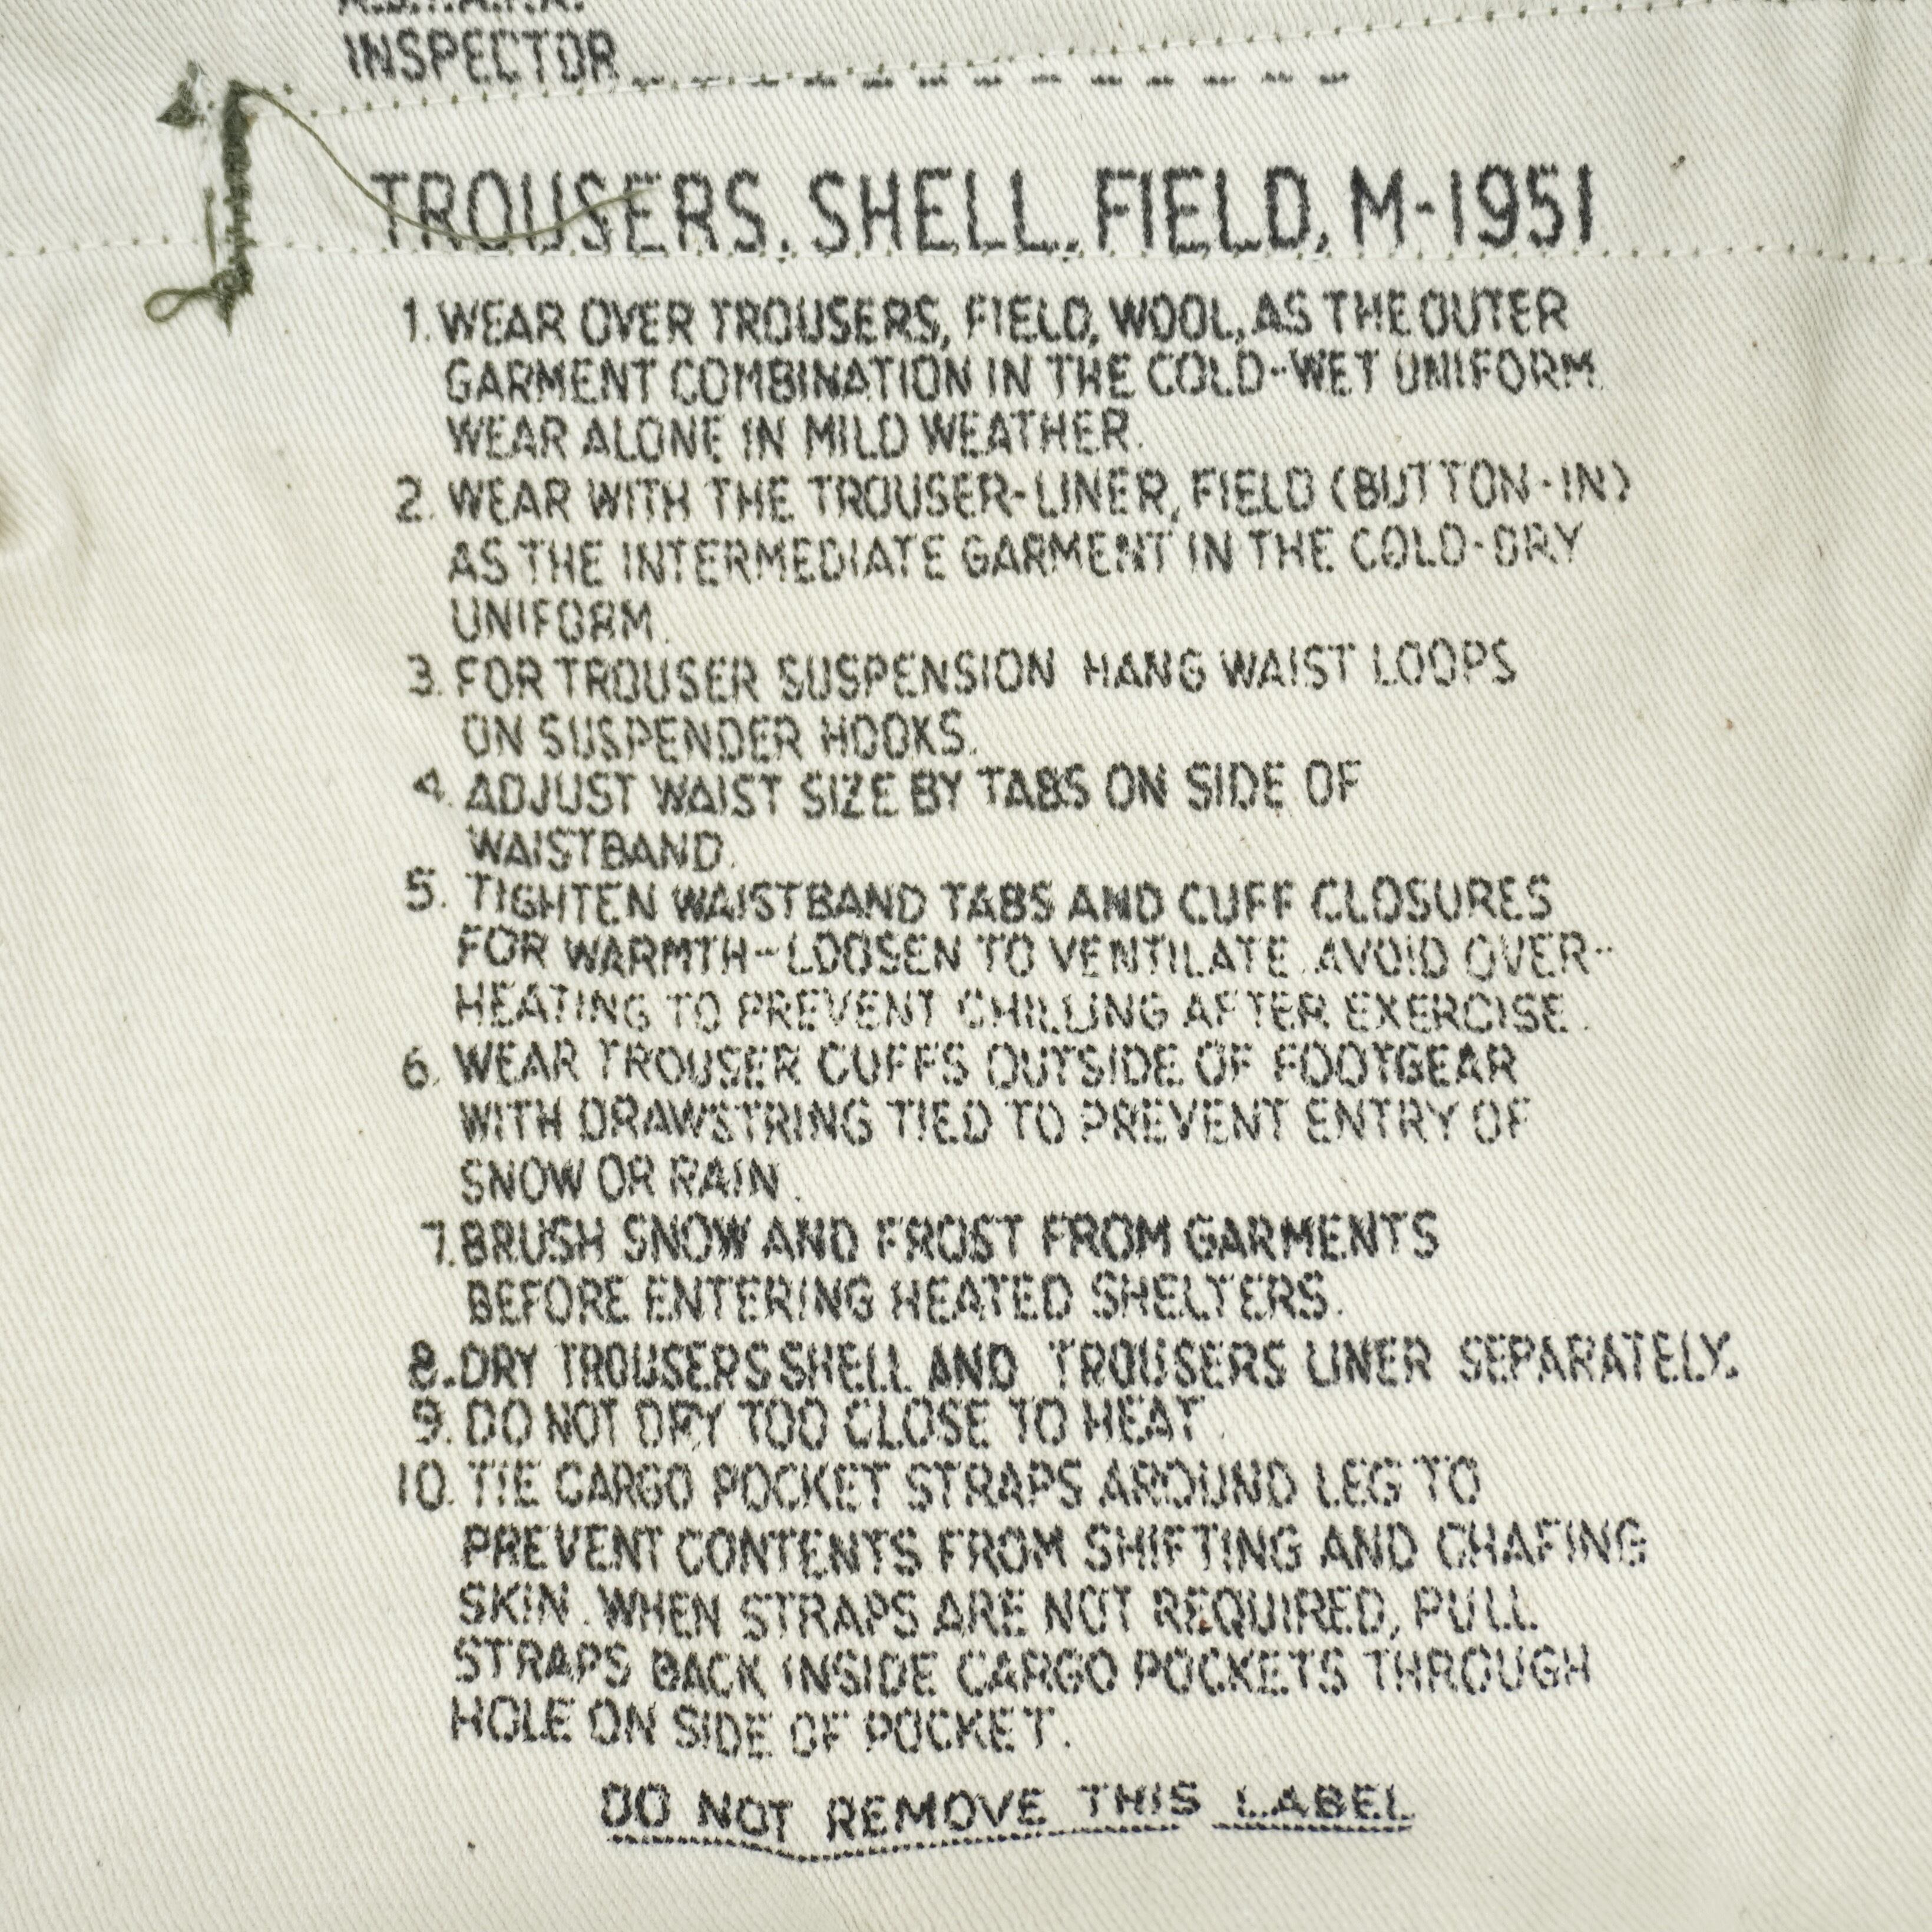 INSPECTOR
TROUSERS, SHELL, FIELD, M-1951
1. WEAR OVER TROUSERS, FIELD, WOOL, AS THE OUTER
GARMENT COMBINATION IN THE COLD-WET UNIFORM.
WEAR ALONE IN MILD WEATHER.
2. WEAR WITH THE TROUSER-LINER, FIELD (BUTTON-IN)
AS THE INTERMEDIATE GARMENT IN THE COLD-DRY
UNIFORM.
3. FOR TROUSER SUSPENSION HANG WAIST LOOPS
ON SUSPENDER HOOKS.
4. ADJUST WAIST SIZE BY TABS ON SIDE OF
WAISTBAND.
5. TIGHTEN WAISTBAND TABS AND CUFF CLOSURES
FOR WARMTH-LOOSEN TO VENTILATE. AVOID OVER-
HEATING TO PREVENT CHILLING AFTER EXERCISE.
6. WEAR TROUSER CUFFS OUTSIDE OF FOOTGEAR
WITH DRAWSTRING TIED TO PREVENT ENTRY OF
SNOW OR RAIN.
7. BRUSH SNOW AND FROST FROM GARMENTS
BEFORE ENTERING HEATED SHELTERS.
8. DRY TROUSERS SHELL AND TROUSERS LINER SEPARATELY.
9. DO NOT DRY TOO CLOSE TO HEAT.
10. TIE CARGO POCKET STRAPS AROUND LEG TO
PREVENT CONTENTS FROM SHIFTING AND CHAFING
SKIN. WHEN STRAPS ARE NOT REQUIRED, PULL
STRAPS BACK INSIDE CARGO POCKETS THROUGH
HOLE ON SIDE OF POCKET.
DO NOT REMOVE THIS LABEL